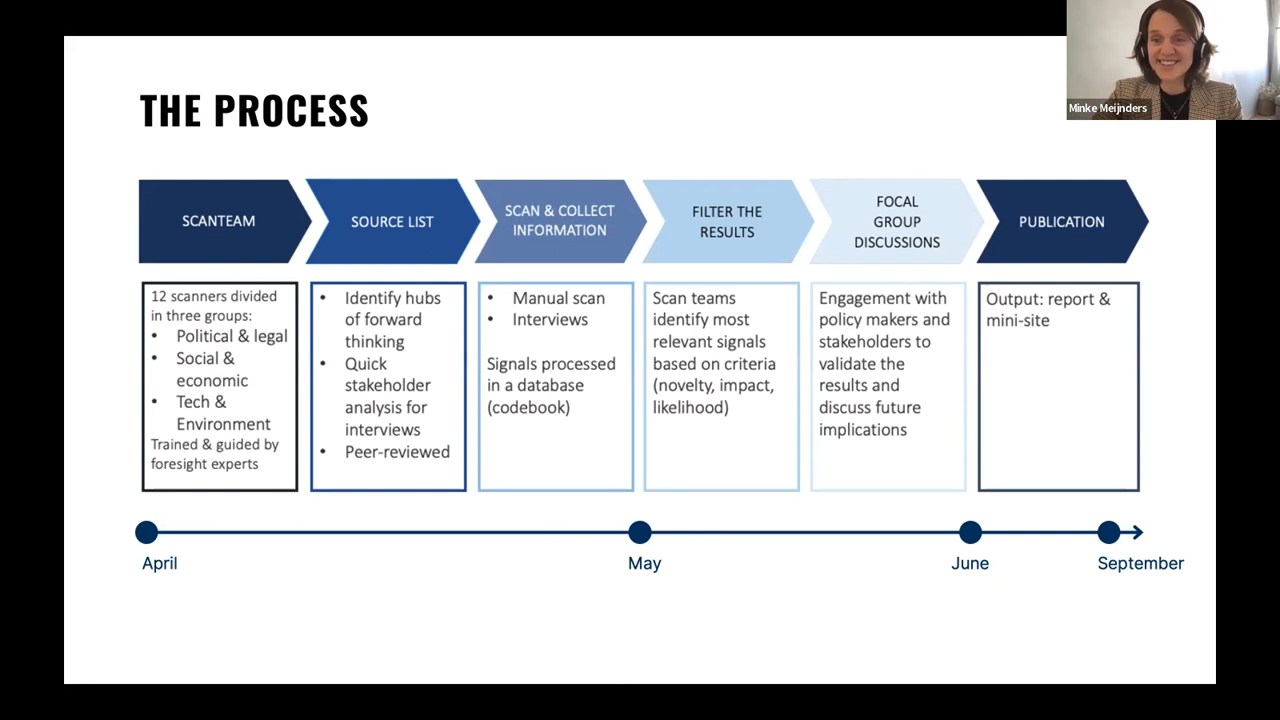 Minke Meijnders
THE PROCESS
SCANTEAM
SOURCE LIST
SCAN & COLLECT
INFORMATION
FILTER THE
RESULTS
FOCAL
GROUP
DISCUSSIONS
PUBLICATION
12 scanners divided
in three groups:
• Political & legal
• Social &
economic
• Tech &
Environment
Trained & guided by
foresight experts
• Identify hubs
of forward
thinking
• Quick
stakeholder
analysis for
interviews
• Peer-reviewed
• Manual scan
• Interviews
Signals processed
in a database
(codebook)
Scan teams
identify most
relevant signals
based on criteria
(novelty, impact,
likelihood)
Engagement with
policy makers and
stakeholders to
validate the
results and
discuss future
implications
Output: report &
mini-site
April
May
June
September